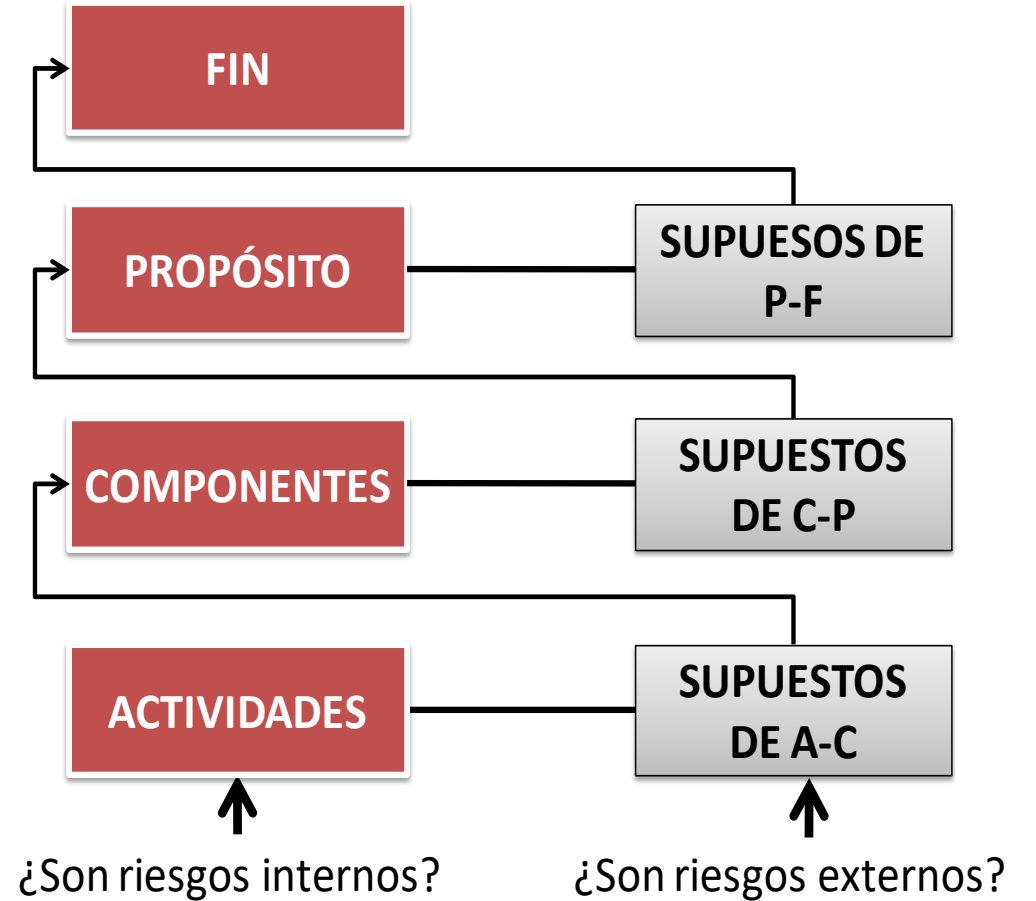 FIN
PROPÓSITO
SUPUESOS DE
P-F
COMPONENTES
SUPUESTOS
DE C-P
ACTIVIDADES
SUPUESTOS
DE A-C
¿Son riesgos internos?
¿Son riesgos externos?